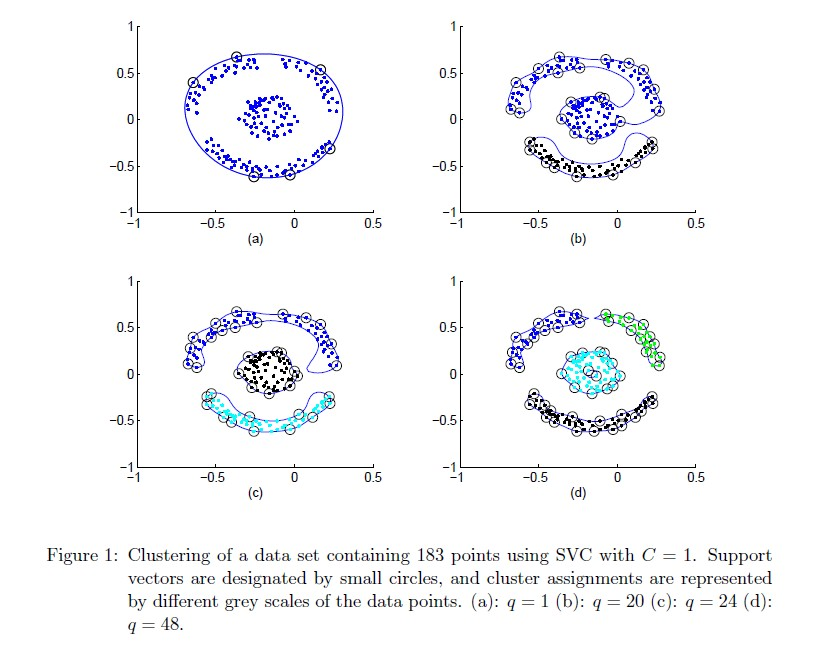 1
0.5
0
−0.5
−1
−1 −0.5 0 0.5
(a)
1
0.5
0
−0.5
−1
−1 −0.5 0 0.5
(b)
1
0.5
0
−0.5
−1
−1 −0.5 0 0.5
(c)
1
0.5
0
−0.5
−1
−1 −0.5 0 0.5
(d)
Figure 1: Clustering of a data set containing 183 points using SVC with C = 1. Support
vectors are designated by small circles, and cluster assignments are represented
by different grey scales of the data points. (a): q = 1 (b): q = 20 (c): q = 24 (d):
q = 48.